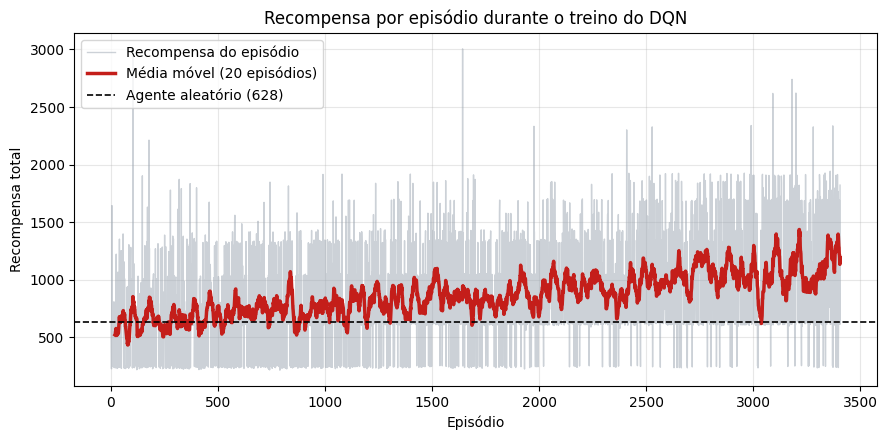 Recompensa por episódio durante o treino do DQN
Recompensa do episódio
Média móvel (20 episódios)
Agente aleatório (628)
Recompensa total
3000
2500
2000
1500
1000
500
0 500 1000 1500 2000 2500 3000 3500
Episódio